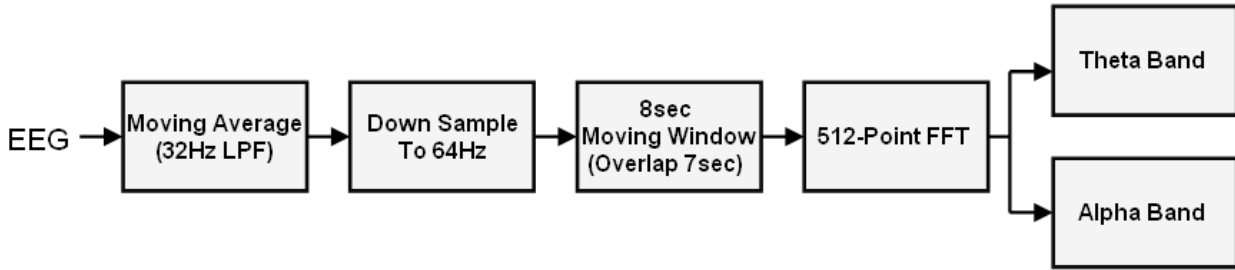 EEG
Moving Average
(32Hz LPF)
Down Sample
To 64Hz
8sec
Moving Window
(Overlap 7sec)
512-Point FFT
Theta Band
Alpha Band